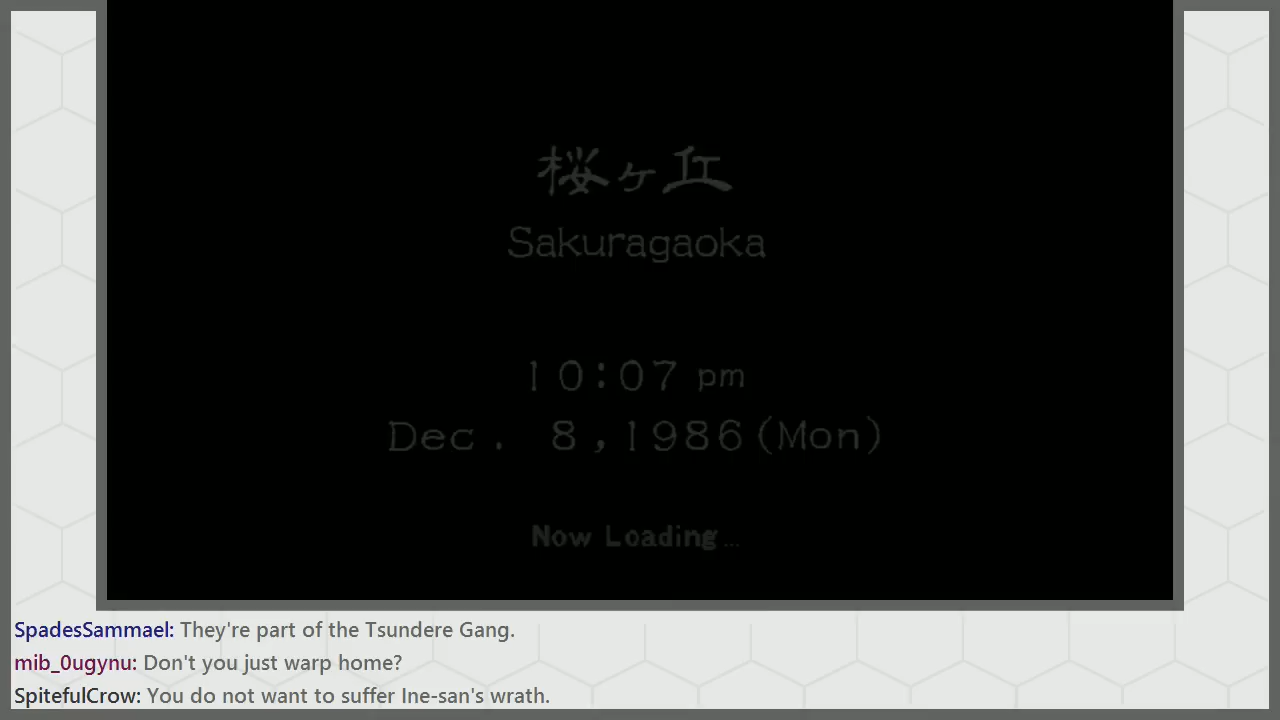 桜ヶ丘
Sakuragaoka
10:07 pm
Dec. 8,1986(Mon)
Now Loading...
SpadesSammael: They're part of the Tsundere Gang.
mib_0ugynu: Don't you just warp home?
SpitefulCrow: You do not want to suffer Ine-san's wrath.